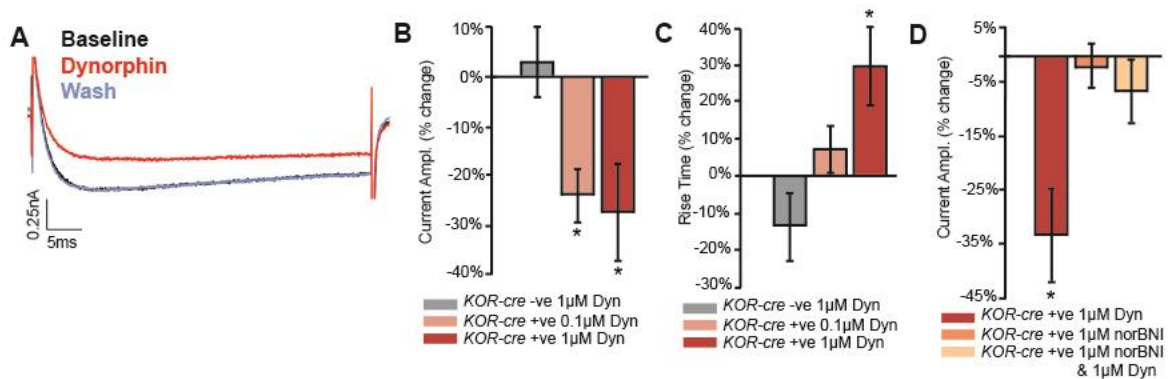 A
Baseline
Dynorphin
Wash
0.25nA
5ms
B
Current Ampl. (% change)
10%
0%
-10%
-20%
-30%
-40%
*
*
KOR-cre -ve 1µM Dyn
KOR-cre +ve 0.1µM Dyn
KOR-cre +ve 1µM Dyn
C
Rise Time (% change)
40%
30%
20%
10%
0%
-10%
-20%
-30%
*
KOR-cre -ve 1µM Dyn
KOR-cre +ve 0.1µM Dyn
KOR-cre +ve 1µM Dyn
D
Current Ampl. (% change)
5%
-5%
-15%
-25%
-35%
-45%
*
KOR-cre +ve 1µM Dyn
KOR-cre +ve 1µM norBNI
KOR-cre +ve 1µM norBNI
& 1µM Dyn